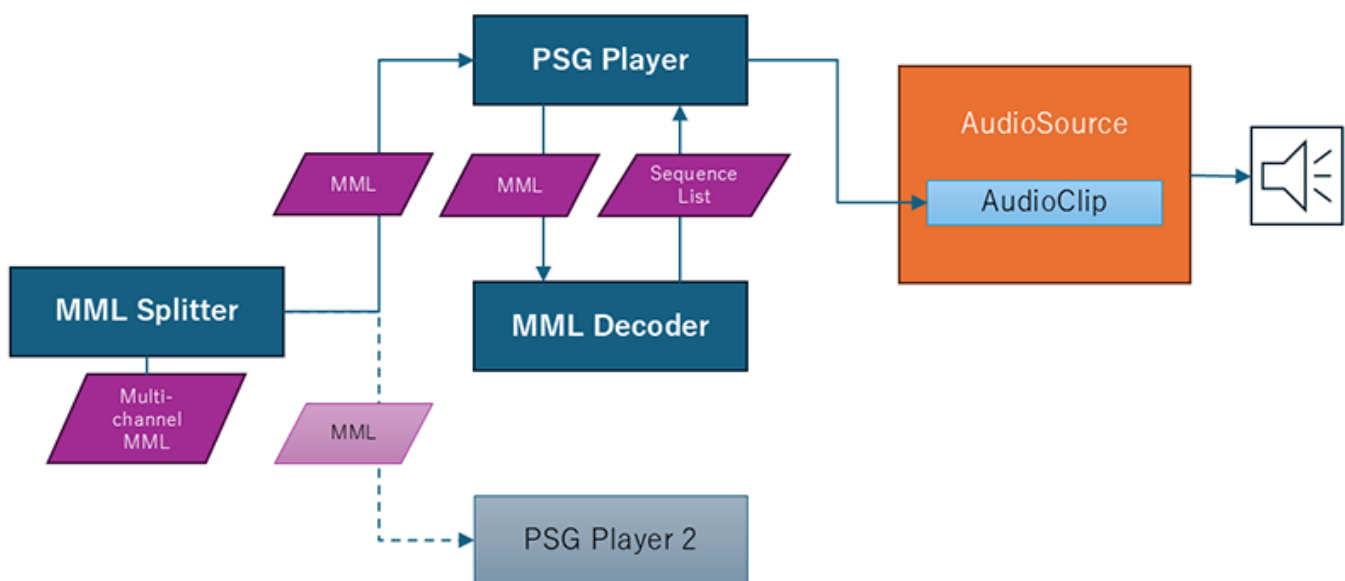 PSG Player
AudioSource
MML
MML
Sequence
List
AudioClip
MML Splitter
MML Decoder
Multi-
channel
MML
MML
PSG Player 2